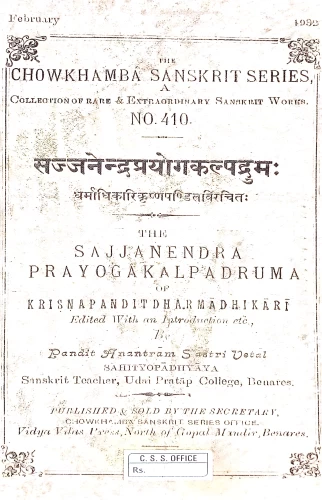 February 1932
THE
CHOWKHAMBA SANSKRIT SERIES,
A
COLLECTION OF RARE & EXTRAORDINARY SANSKRIT WORKS.
NO. 410.
सज्जनेन्द्रप्रयोगकल्पद्रुमः
धर्माधिकारिकृष्णपण्डितविरचितः
THE
SAJJANENDRA
PRAYOGAKALPADRUMA
OF
KRISNAPANDITDHARMĀDHIKĀRĪ
Edited With an Introduction etc.,
By
Pandit Anantram Sastri Vetal
SAHITYOPADHYAYA
Sanskrit Teacher, Udai Pratap College, Benares.
PUBLISHED & SOLD BY THE SECRETARY,
CHOWKHAMBA SANSKRIT SERIES OFFICE.
Vidya Vilas Press, North of Gopal Mandir, Benares.
C. S. S. OFFICE
Rs.